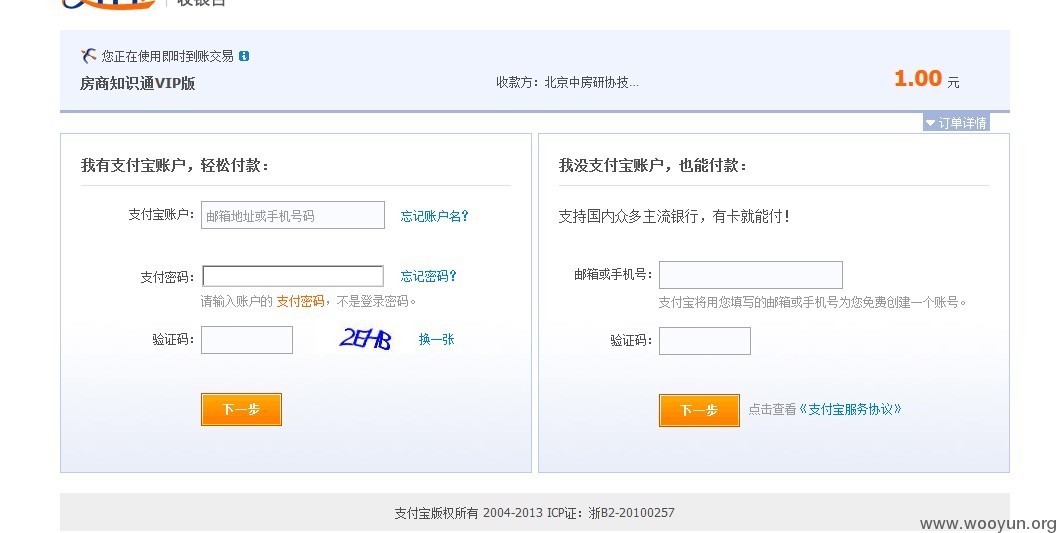 收银台
您正在使用即时到账交易
房商知识通VIP版
收款方：北京中房研协技...
1.00 元
订单详情
我有支付宝账户，轻松付款：
支付宝账户：
邮箱地址或手机号码
忘记账户名？
支付密码：
忘记密码？
请输入账户的 支付密码，不是登录密码。
验证码：
2EHB
换一张
下一步
我没支付宝账户，也能付款：
支持国内众多主流银行，有卡就能付！
邮箱或手机号：
支付宝将用您填写的邮箱或手机号为您免费创建一个账号。
验证码：
下一步
点击查看《支付宝服务协议》
支付宝版权所有 2004-2013 ICP证：浙B2-20100257
www.wooyun.org